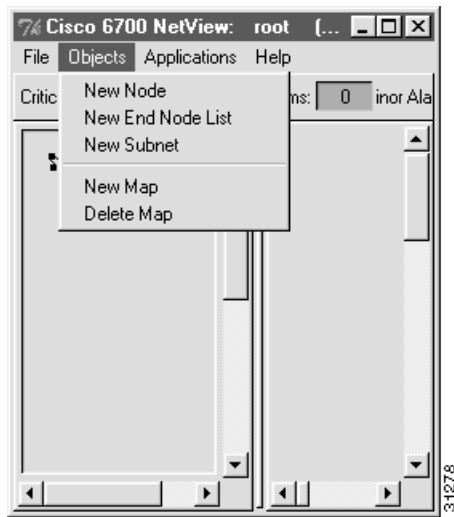 Cisco 6700 NetView: root (...
File Objects Applications Help
Critic ms: 0 inor Ala
New Node
New End Node List
New Subnet
New Map
Delete Map
31278